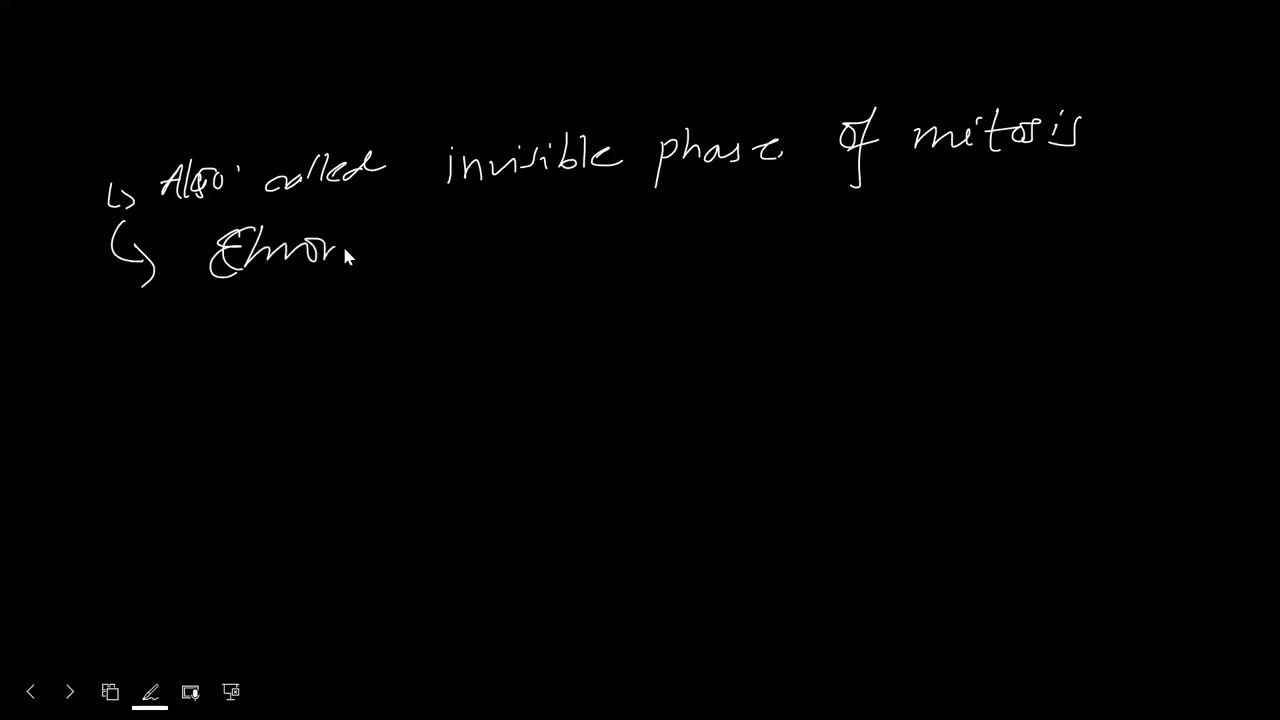 ↳ Also called invisible phase of mitosis
↳